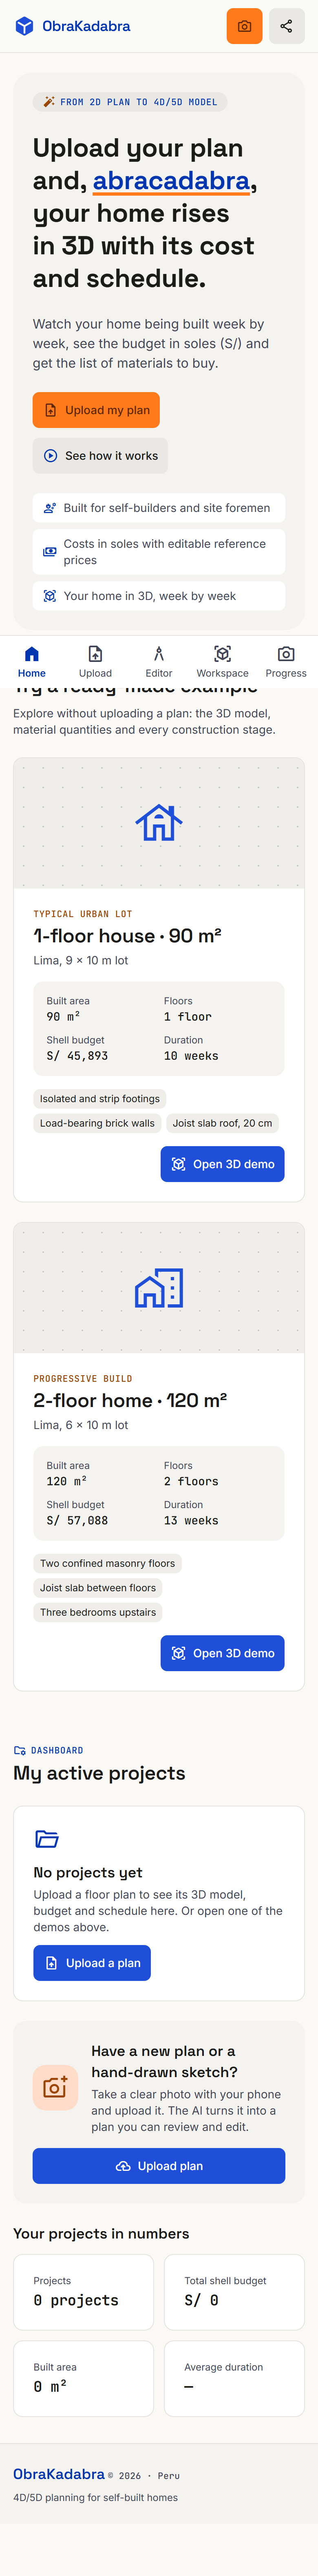 ObraKadabra
FROM 2D PLAN TO 4D/5D MODEL
Upload your plan
and, abracadabra,
your home rises
in 3D with its cost
and schedule.
Watch your home being built week by
week, see the budget in soles (S/) and
get the list of materials to buy.
Upload my plan
See how it works
Built for self-builders and site foremen
Costs in soles with editable reference
prices
Your home in 3D, week by week
Home
Upload
Editor
Workspace
Progress
Try a ready-made example
Explore without uploading a plan: the 3D model,
material quantities and every construction stage.
TYPICAL URBAN LOT
1-floor house · 90 m²
Lima, 9 × 10 m lot
Built area
Floors
90 m²
1 floor
Shell budget
Duration
S/ 45,893
10 weeks
Isolated and strip footings
Load-bearing brick walls
Joist slab roof, 20 cm
Open 3D demo
PROGRESSIVE BUILD
2-floor home · 120 m²
Lima, 6 × 10 m lot
Built area
Floors
120 m²
2 floors
Shell budget
Duration
S/ 57,088
13 weeks
Two confined masonry floors
Joist slab between floors
Three bedrooms upstairs
Open 3D demo
DASHBOARD
My active projects
No projects yet
Upload a floor plan to see its 3D model,
budget and schedule here. Or open one of the
demos above.
Upload a plan
Have a new plan or a
hand-drawn sketch?
Take a clear photo with your phone
and upload it. The AI turns it into a
plan you can review and edit.
Upload plan
Your projects in numbers
Projects
Total shell budget
0 projects
S/ 0
Built area
Average duration
0 m²
—
ObraKadabra © 2026 · Peru
4D/5D planning for self-built homes